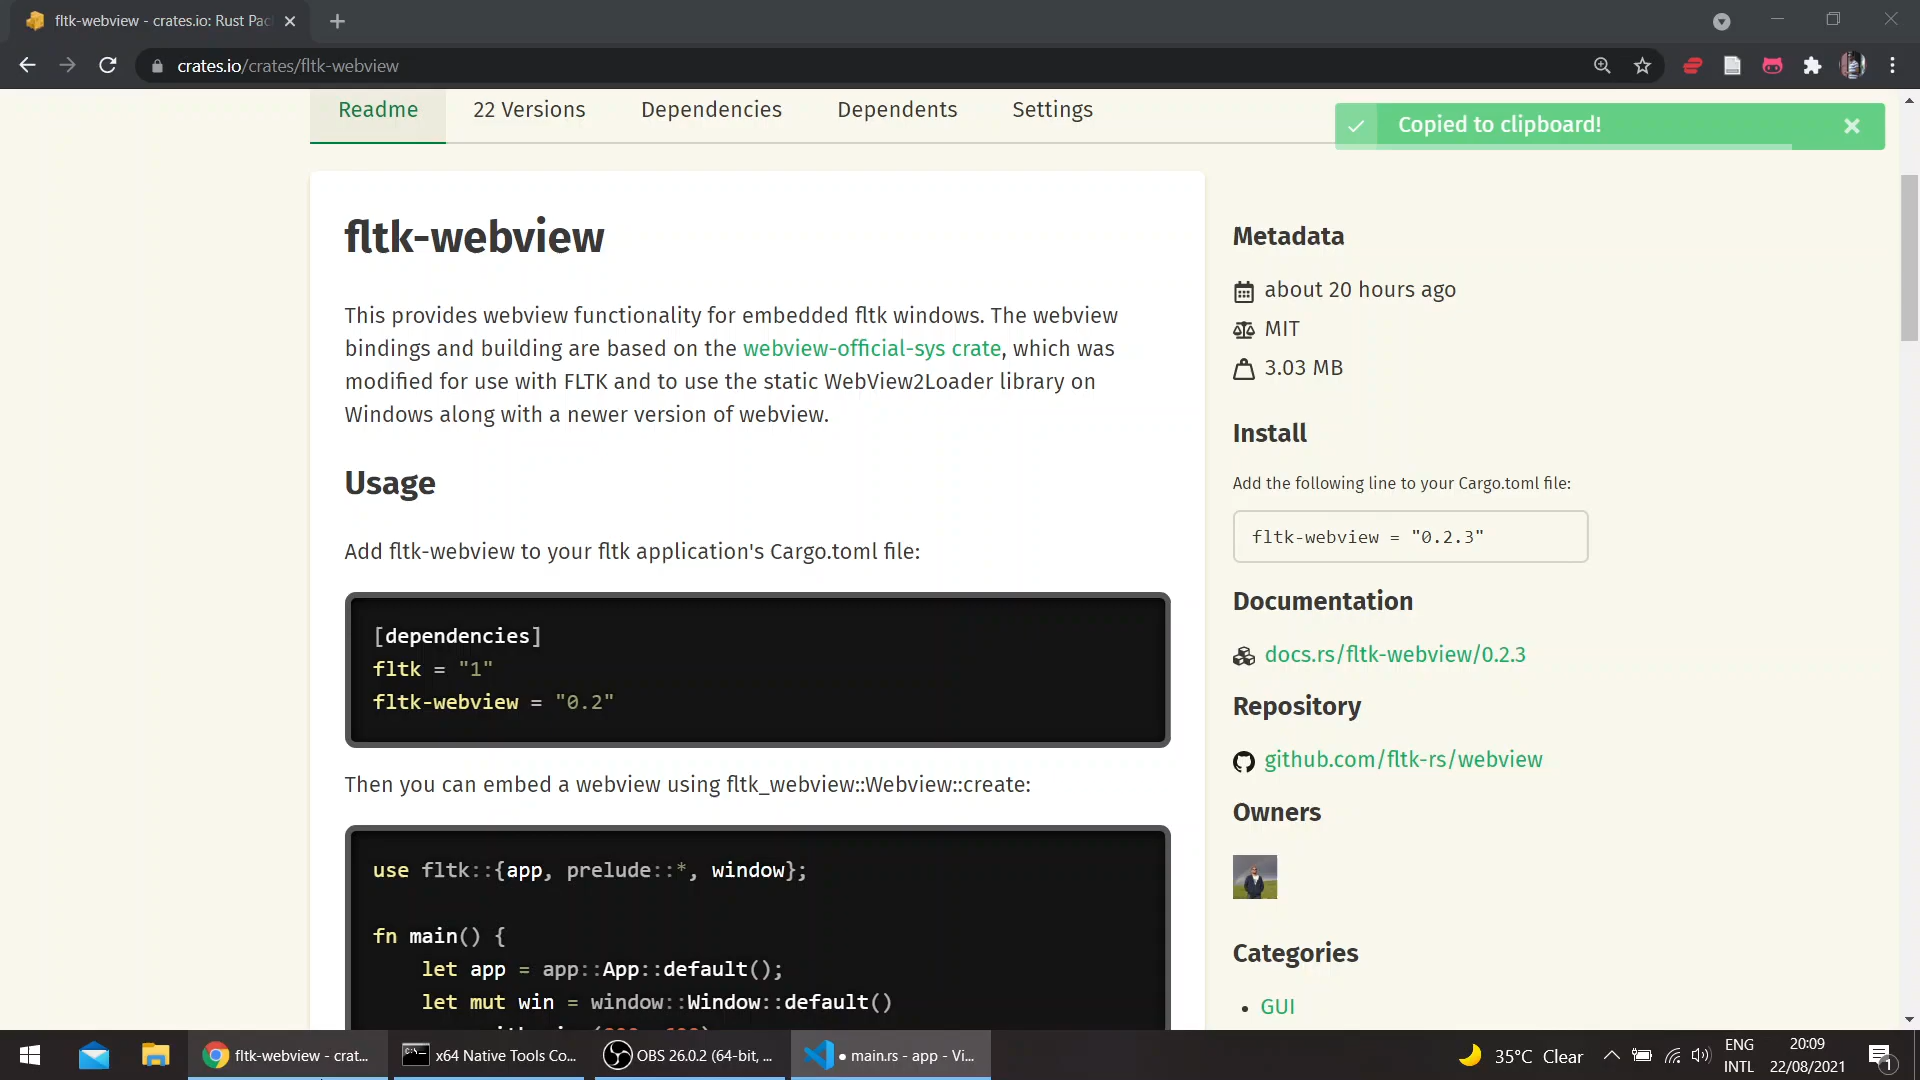 fltk-webview - crates.io: Rust Pac
crates.io/crates/fltk-webview
Readme
22 Versions
Dependencies
Dependents
Settings
Copied to clipboard!
fltk-webview
This provides webview functionality for embedded fltk windows. The webview
bindings and building are based on the webview-official-sys crate, which was
modified for use with FLTK and to use the static WebView2Loader library on
Windows along with a newer version of webview.
Usage
Add fltk-webview to your fltk application's Cargo.toml file:
[dependencies]
fltk = "1"
fltk-webview = "0.2"
Then you can embed a webview using fltk_webview::Webview::create:
use fltk::{app, prelude::*, window};
fn main() {
let app = app::App::default();
let mut win = window::Window::default()
Metadata
about 20 hours ago
MIT
3.03 MB
Install
Add the following line to your Cargo.toml file:
fltk-webview = "0.2.3"
Documentation
docs.rs/fltk-webview/0.2.3
Repository
github.com/fltk-rs/webview
Owners
Categories
• GUI
fltk-webview - crat...
x64 Native Tools Co...
OBS 26.0.2 (64-bit, ...
● main.rs - app - Vi...
35°C Clear
ENG
INTL
20:09
22/08/2021
1